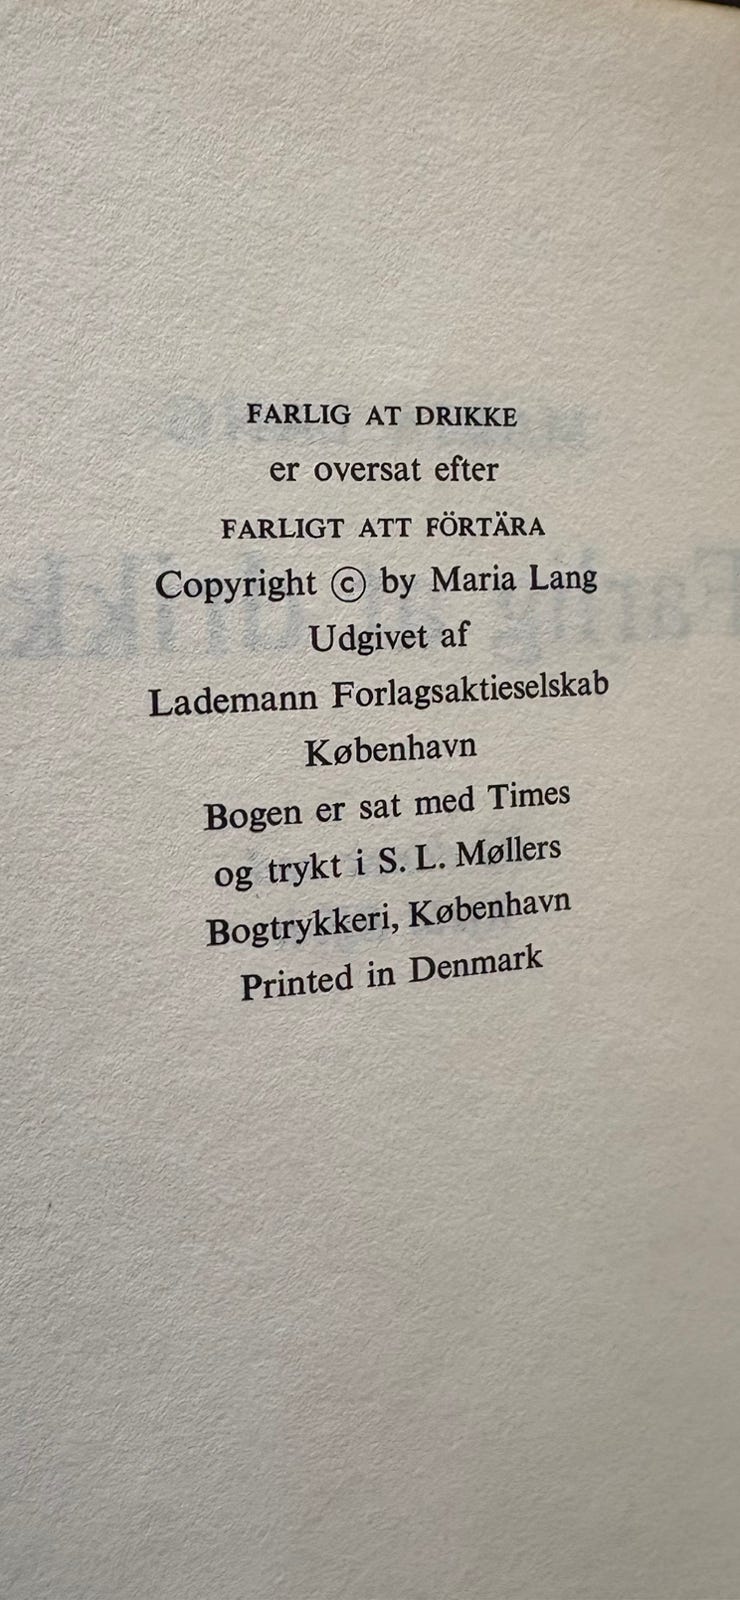 FARLIG AT DRIKKE
er oversat efter
FARLIGT ATT FÖRTÄRA
Copyright © by Maria Lang
Udgivet af
Lademann Forlagsaktieselskab
København
Bogen er sat med Times
og trykt i S. L. Møllers
Bogtrykkeri, København
Printed in Denmark